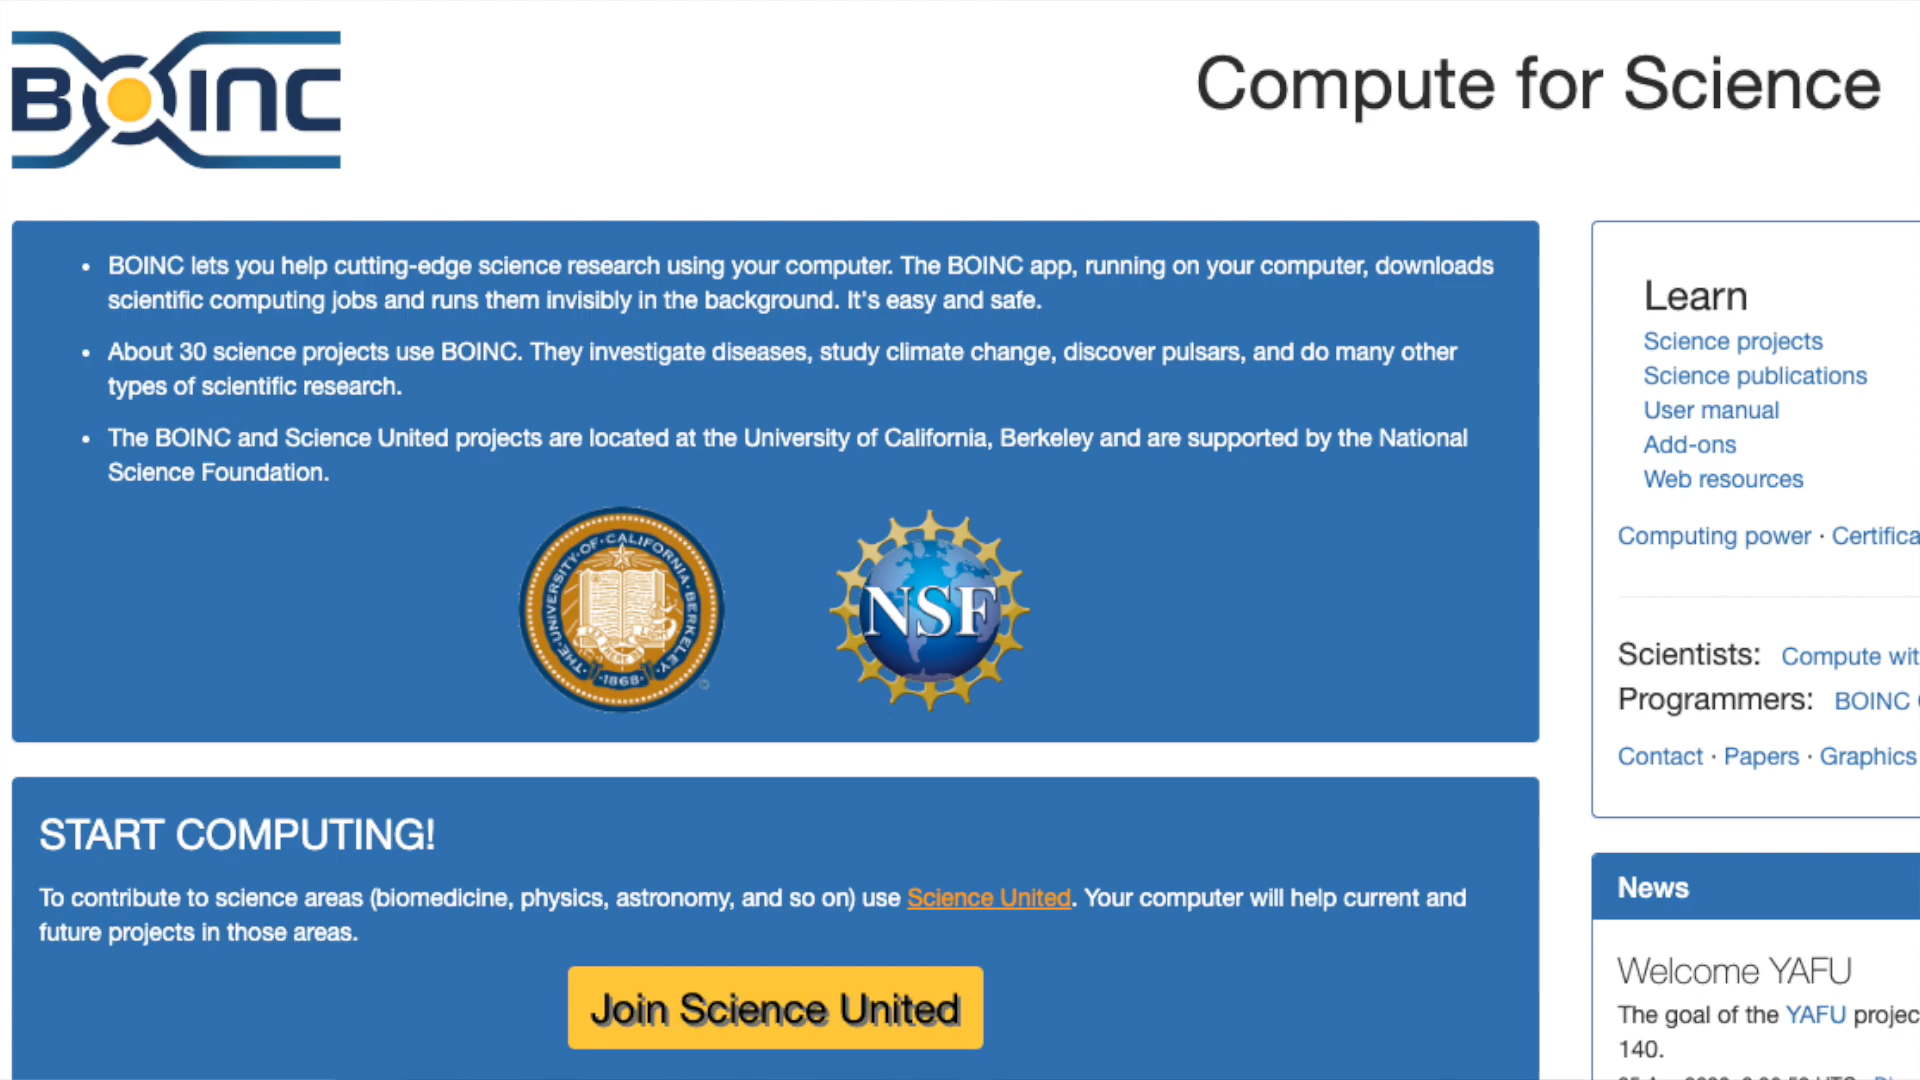 BOINC
Compute for Science
• BOINC lets you help cutting-edge science research using your computer. The BOINC app, running on your computer, downloads
scientific computing jobs and runs them invisibly in the background. It's easy and safe.
• About 30 science projects use BOINC. They investigate diseases, study climate change, discover pulsars, and do many other
types of scientific research.
• The BOINC and Science United projects are located at the University of California, Berkeley and are supported by the National
Science Foundation.
THE·UNIVERSITY·OF·CALIFORNIA·BERKELEY
·1868·
NSF
START COMPUTING!
To contribute to science areas (biomedicine, physics, astronomy, and so on) use Science United. Your computer will help current and
future projects in those areas.
Join Science United
Learn
Science projects
Science publications
User manual
Add-ons
Web resources
Computing power · Certifica
Scientists: Compute wit
Programmers: BOINC
Contact · Papers · Graphics
News
Welcome YAFU
The goal of the YAFU projec
140.